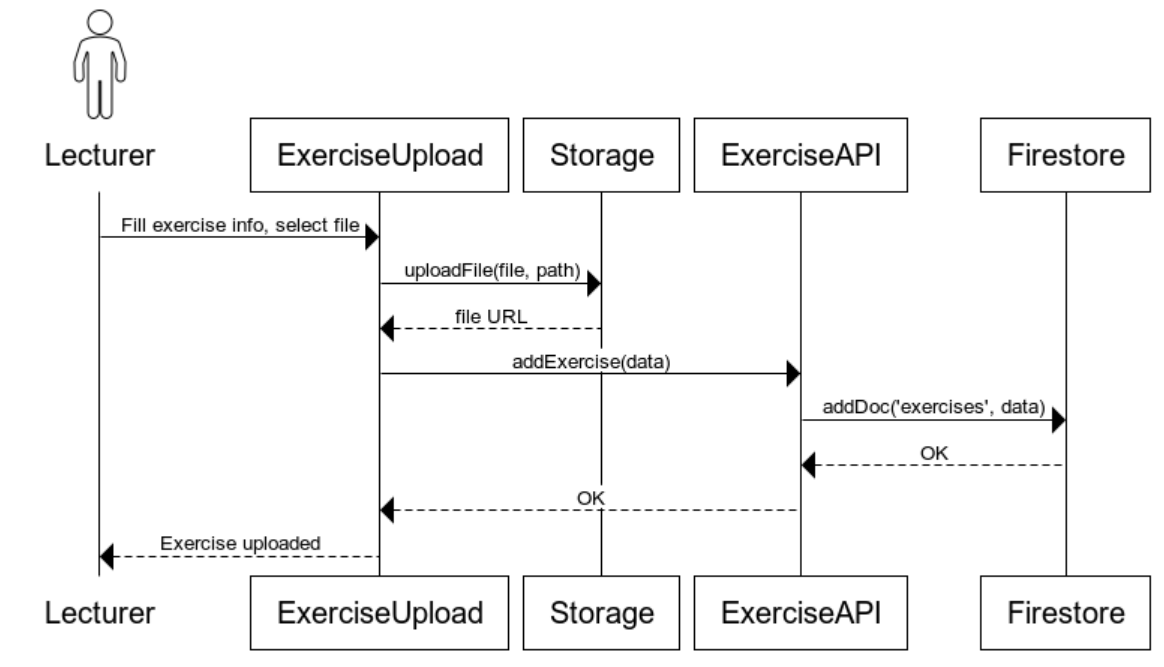 Lecturer
ExerciseUpload
Storage
ExerciseAPI
Firestore
Fill exercise info, select file
uploadFile(file, path)
file URL
addExercise(data)
addDoc('exercises', data)
OK
OK
Exercise uploaded
Lecturer
ExerciseUpload
Storage
ExerciseAPI
Firestore